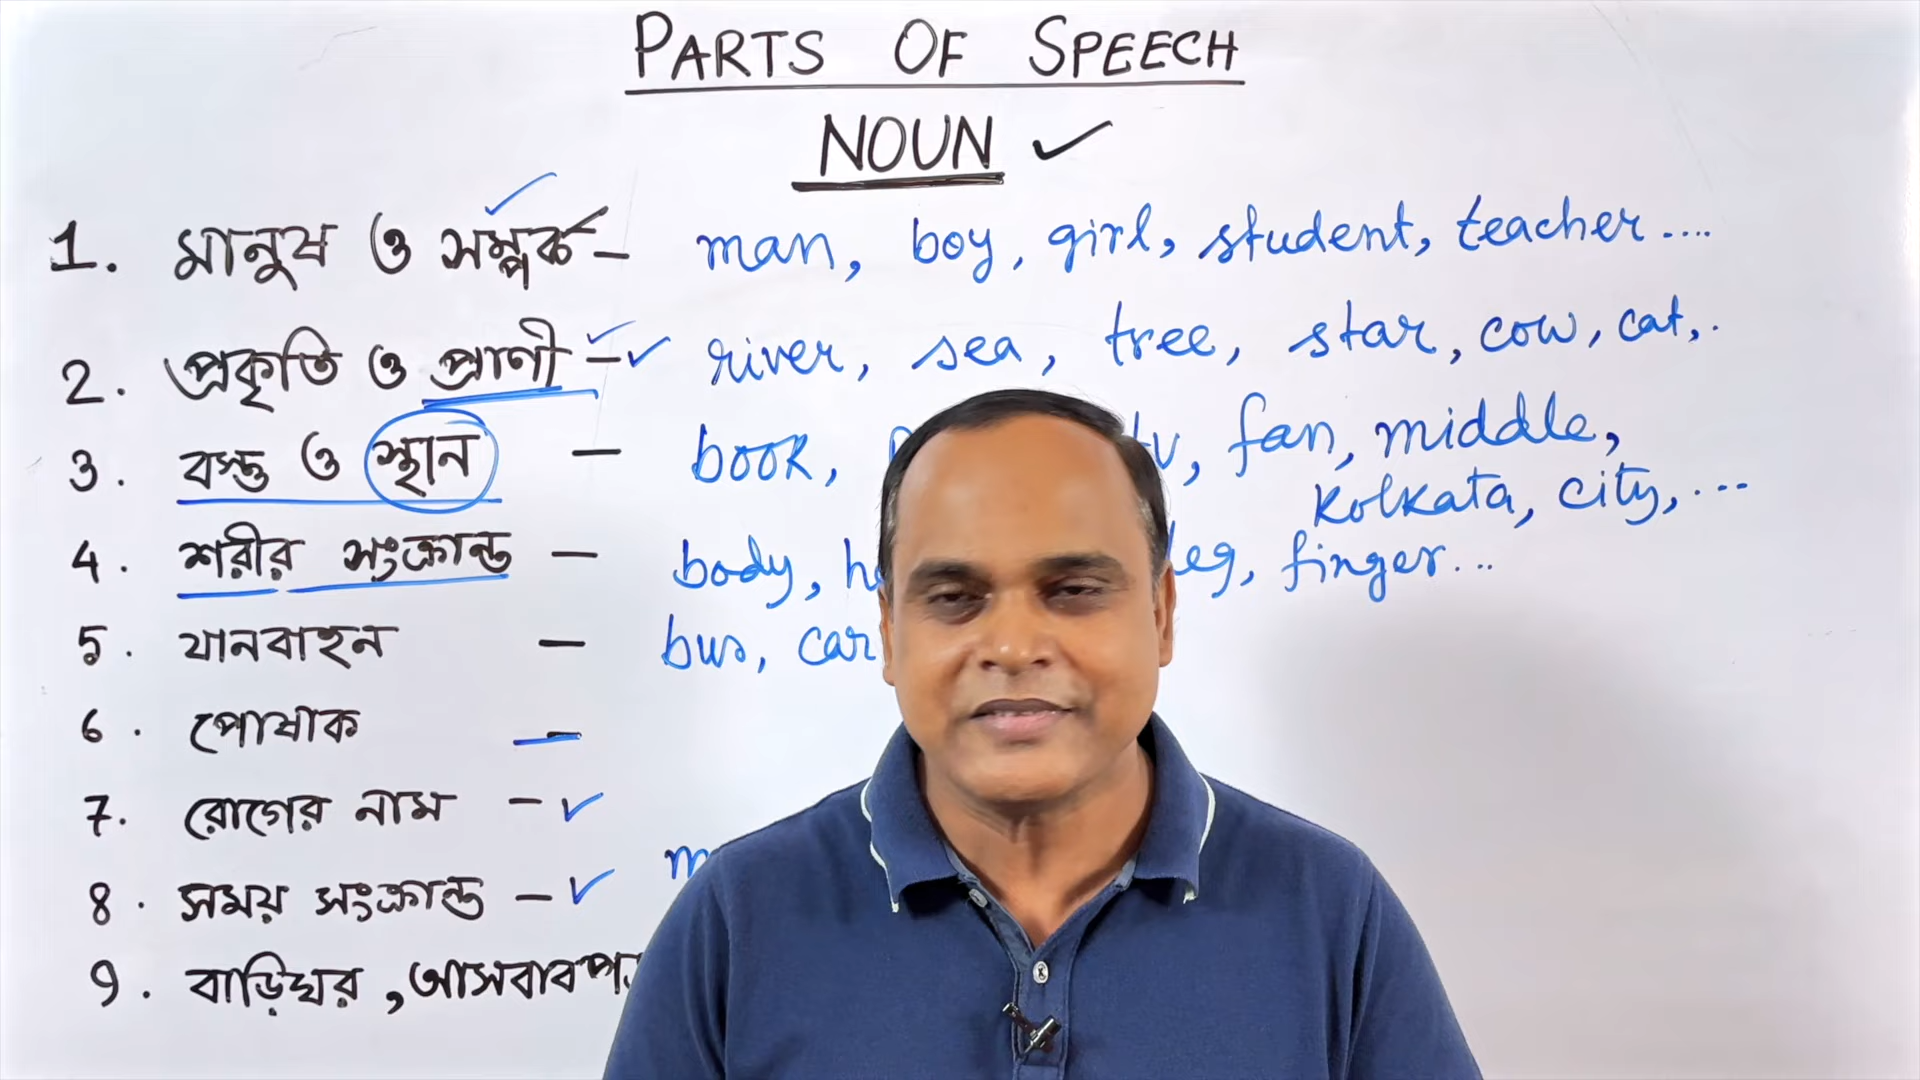 PARTS OF SPEECH
NOUN
1. মানুষ ও সম্পর্ক - man, boy, girl, student, teacher....
2. প্রকৃতি ও প্রাণী - river, sea, tree, star, cow, cat,.
3. বস্তু ও স্থান - book, fan, middle,
Kolkata, city, ...
4. শরীর সংক্রান্ত - body, leg, finger...
5. যানবাহন - bus, car
6. পোষাক -
7. রোগের নাম -
8. সময় সংক্রান্ত -
9. বাড়িঘর,